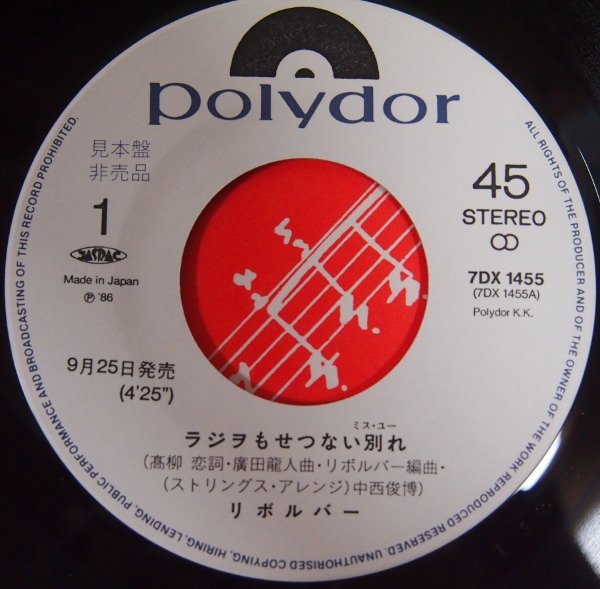 polydor
見本盤
非売品
1
JASRAC
Made in Japan
Ⓟ '86
45
STEREO
7DX 1455
(7DX 1455A)
Polydor K.K.
9月25日発売
(4'25")
ミス・ユー
ラジヲもせつない別れ
(髙柳 恋詞・廣田龍人曲・リボルバー編曲・
(ストリングス・アレンジ)中西俊博)
リボルバー
ALL RIGHTS OF THE PRODUCER AND OF THE OWNER OF THE WORK REPRODUCED RESERVED. UNAUTHORISED COPYING, HIRING, LENDING, PUBLIC PERFORMANCE AND BROADCASTING OF THIS RECORD PROHIBITED.